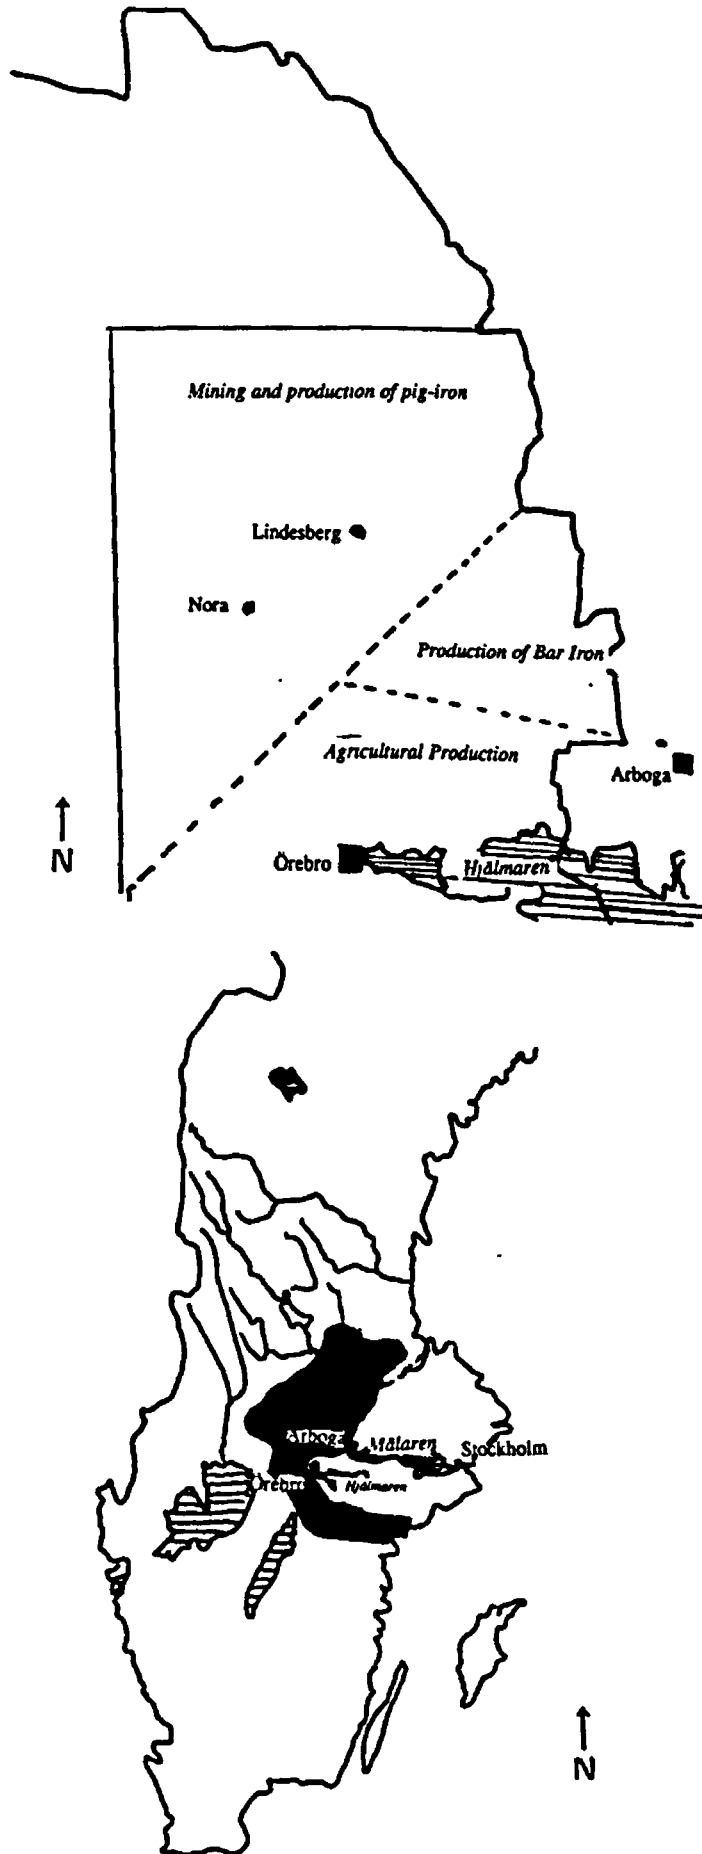 Mining and production of pig-iron
Lindesberg
Nora
Production of Bar Iron
Agricultural Production
Arboga
N
Örebro
Hjälmaren
Arboga
Mälaren
Stockholm
Örebro
Hjälmaren
N